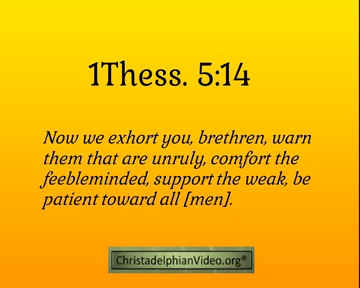 1Thess. 5:14
Now we exhort you, brethren, warn
them that are unruly, comfort the
feebleminded, support the weak, be
patient toward all [men].
ChristadelphianVideo.org®